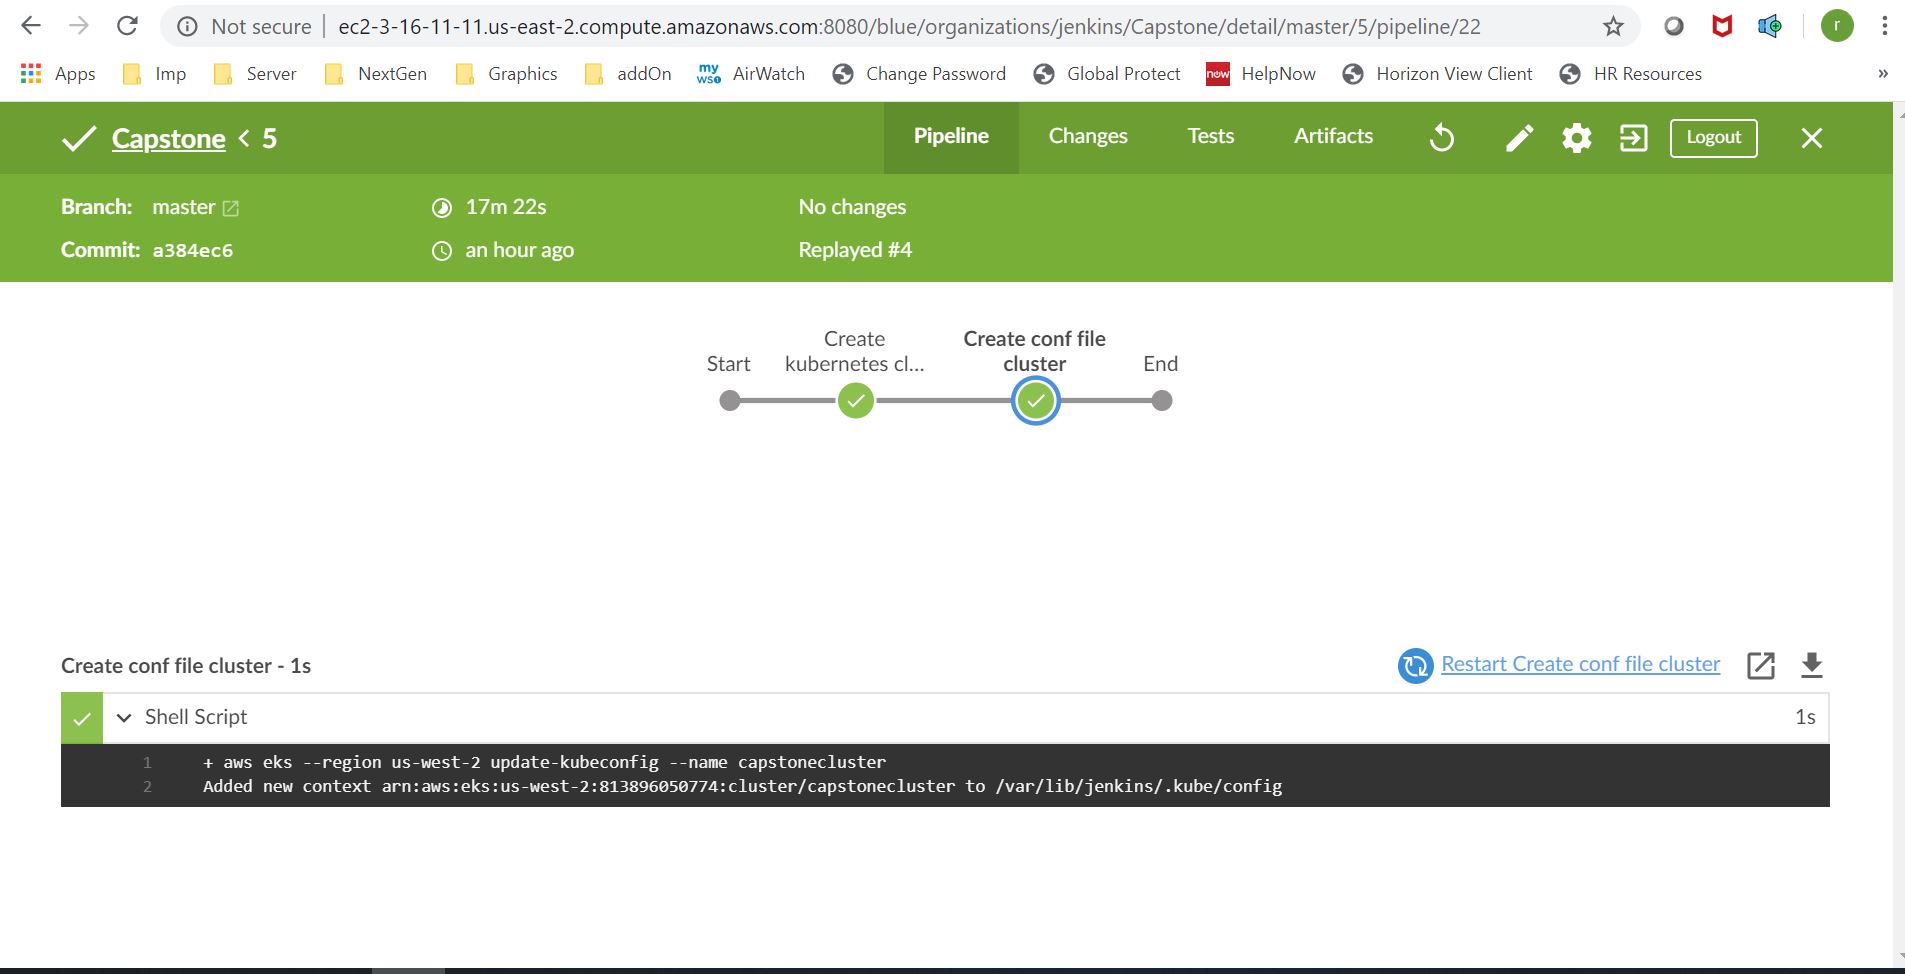 Not secure | ec2-3-16-11-11.us-east-2.compute.amazonaws.com:8080/blue/organizations/jenkins/Capstone/detail/master/5/pipeline/22 r
Apps Imp Server NextGen Graphics addOn my WS1 AirWatch Change Password Global Protect now HelpNow Horizon View Client HR Resources »
Capstone < 5 Pipeline Changes Tests Artifacts Logout
Branch: master 17m 22s No changes
Commit: a384ec6 an hour ago Replayed #4
Create Create conf file
Start kubernetes cl... cluster End
Create conf file cluster - 1s Restart Create conf file cluster
Shell Script 1s
1 + aws eks --region us-west-2 update-kubeconfig --name capstonecluster
2 Added new context arn:aws:eks:us-west-2:813896050774:cluster/capstonecluster to /var/lib/jenkins/.kube/config